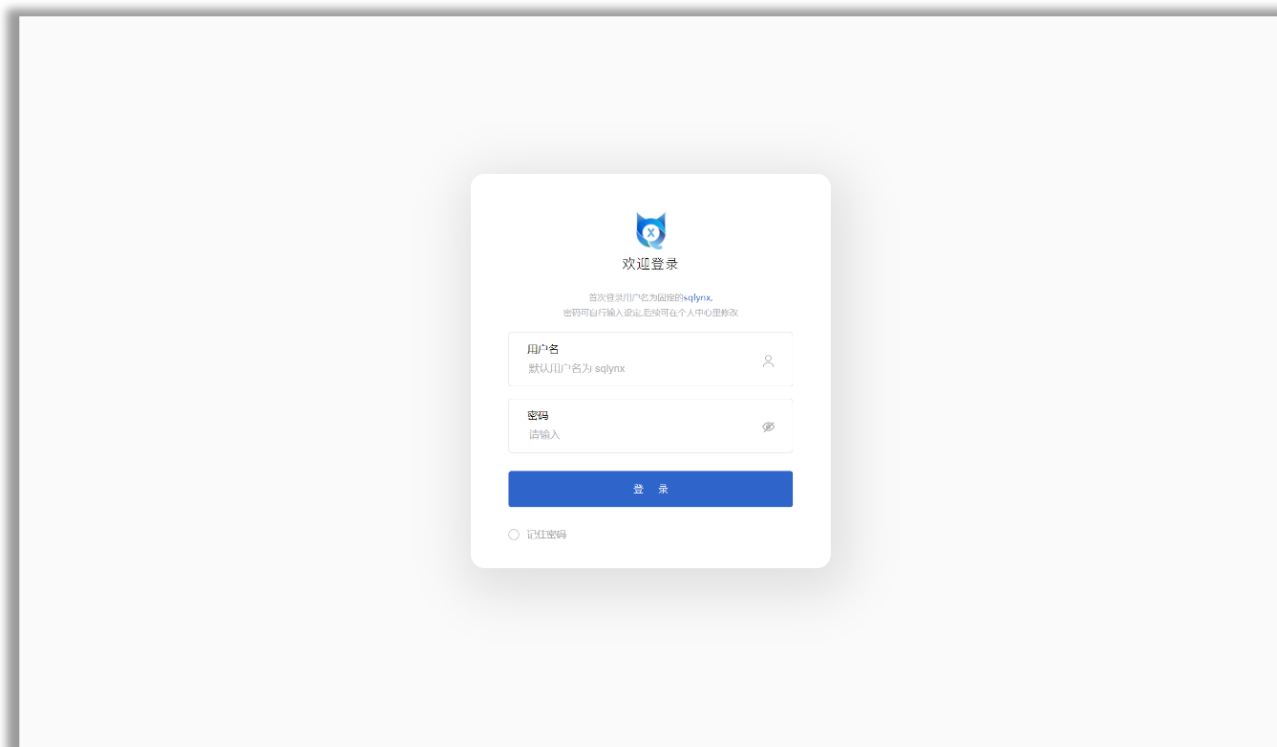 X
欢迎登录
首次登录用户名为固定的sqlynx,
密码可自行输入设定,后续可在个人中心里修改
用户名
默认用户名为 sqlynx
密码
请输入
登 录
记住密码